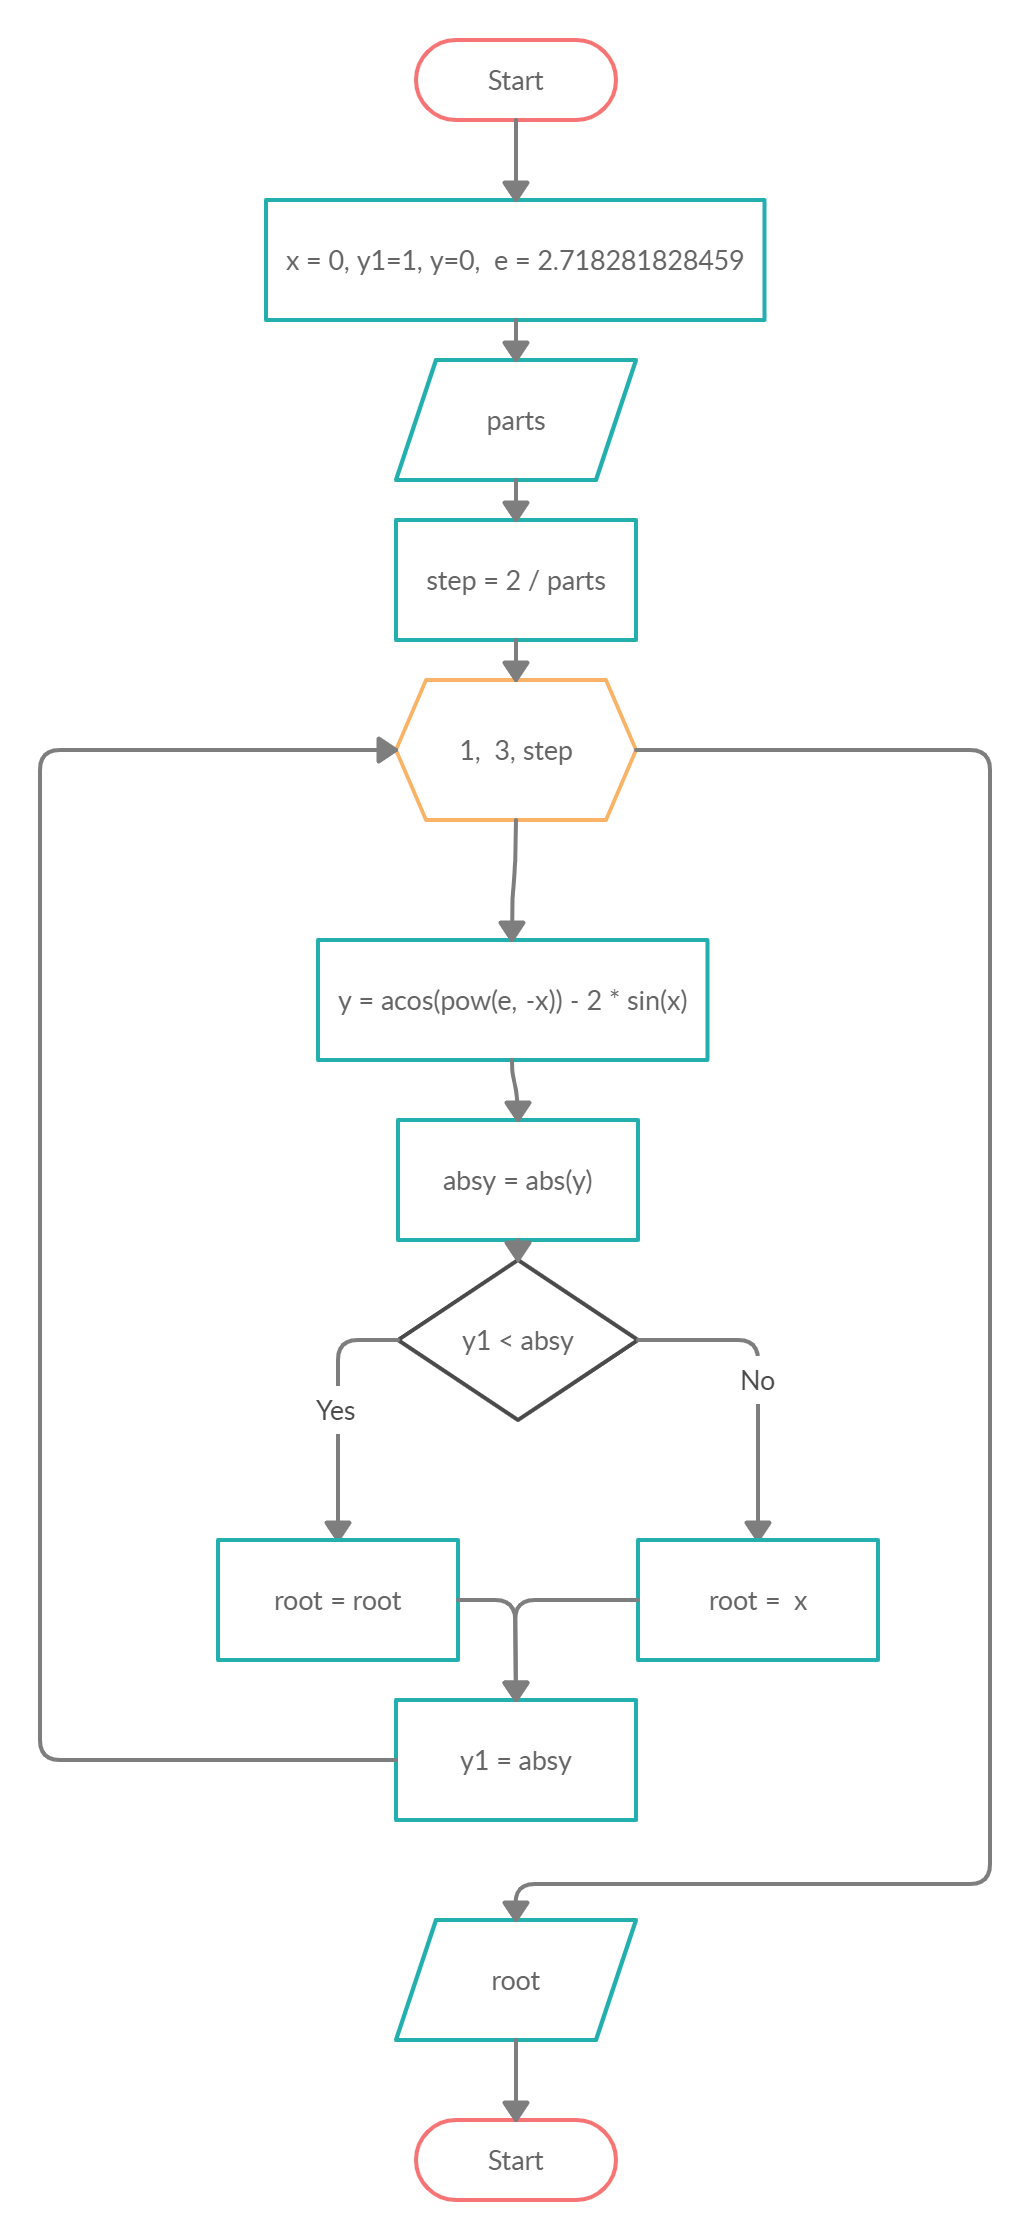 Start
x = 0, y1=1, y=0, e = 2.718281828459
parts
step = 2 / parts
1, 3, step
y = acos(pow(e, -x)) - 2 * sin(x)
absy = abs(y)
y1 < absy
No
Yes
root = root
root = x
y1 = absy
root
Start